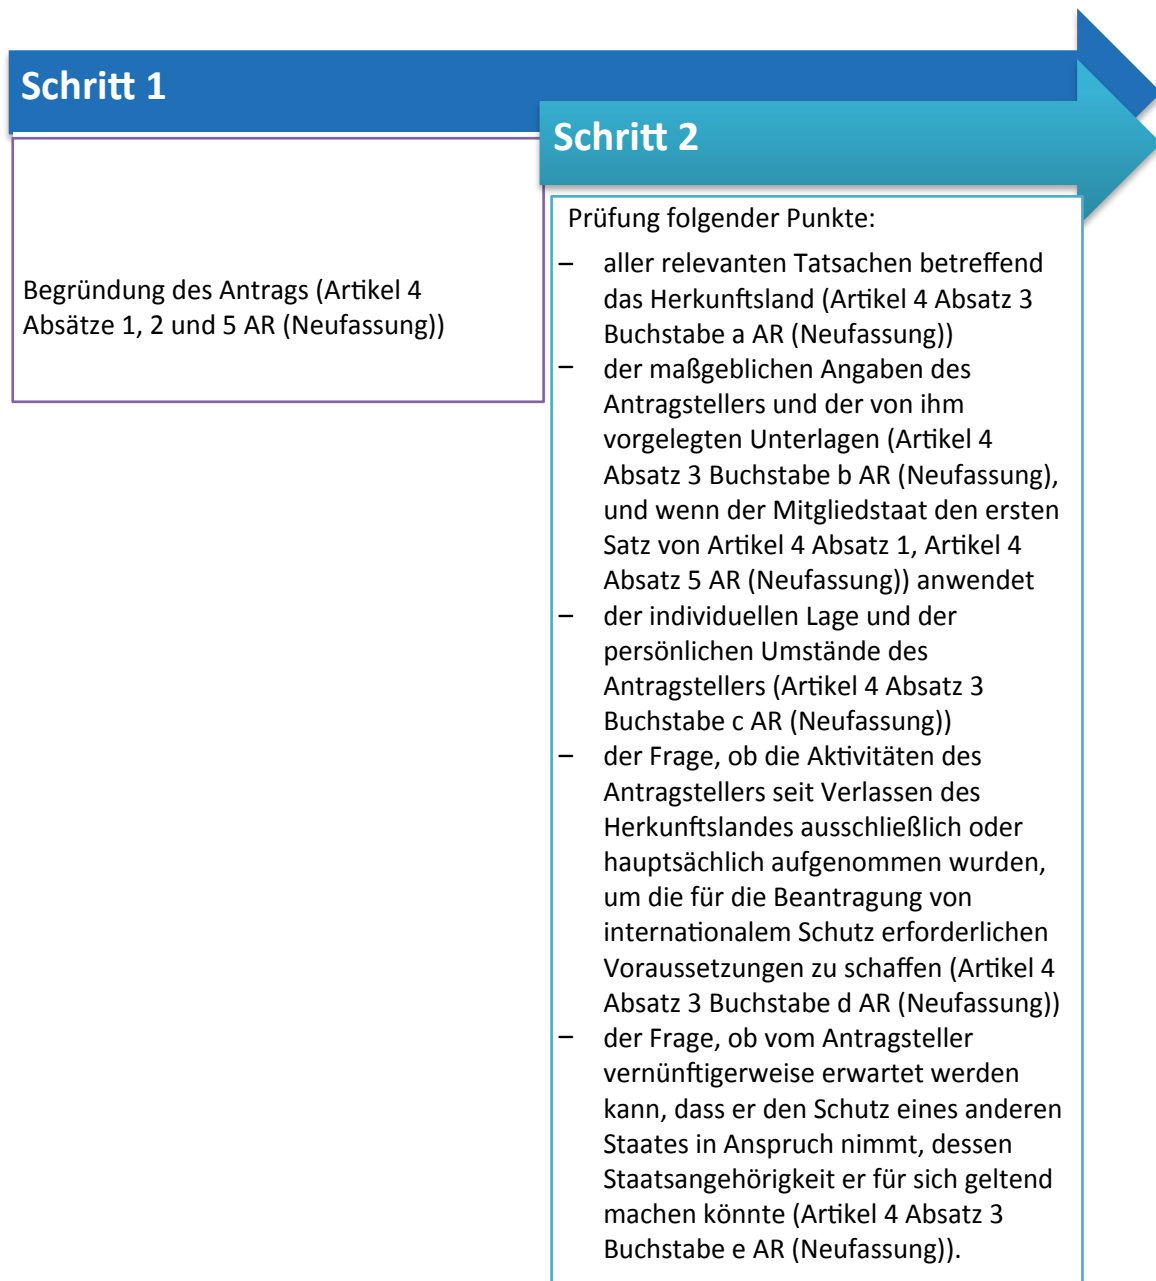 Schritt 1
Schritt 2
Begründung des Antrags (Artikel 4
Absätze 1, 2 und 5 AR (Neufassung))
Prüfung folgender Punkte:
– aller relevanten Tatsachen betreffend
das Herkunftsland (Artikel 4 Absatz 3
Buchstabe a AR (Neufassung))
– der maßgeblichen Angaben des
Antragstellers und der von ihm
vorgelegten Unterlagen (Artikel 4
Absatz 3 Buchstabe b AR (Neufassung),
und wenn der Mitgliedstaat den ersten
Satz von Artikel 4 Absatz 1, Artikel 4
Absatz 5 AR (Neufassung)) anwendet
– der individuellen Lage und der
persönlichen Umstände des
Antragstellers (Artikel 4 Absatz 3
Buchstabe c AR (Neufassung))
– der Frage, ob die Aktivitäten des
Antragstellers seit Verlassen des
Herkunftslandes ausschließlich oder
hauptsächlich aufgenommen wurden,
um die für die Beantragung von
internationalem Schutz erforderlichen
Voraussetzungen zu schaffen (Artikel 4
Absatz 3 Buchstabe d AR (Neufassung))
– der Frage, ob vom Antragsteller
vernünftigerweise erwartet werden
kann, dass er den Schutz eines anderen
Staates in Anspruch nimmt, dessen
Staatsangehörigkeit er für sich geltend
machen könnte (Artikel 4 Absatz 3
Buchstabe e AR (Neufassung)).